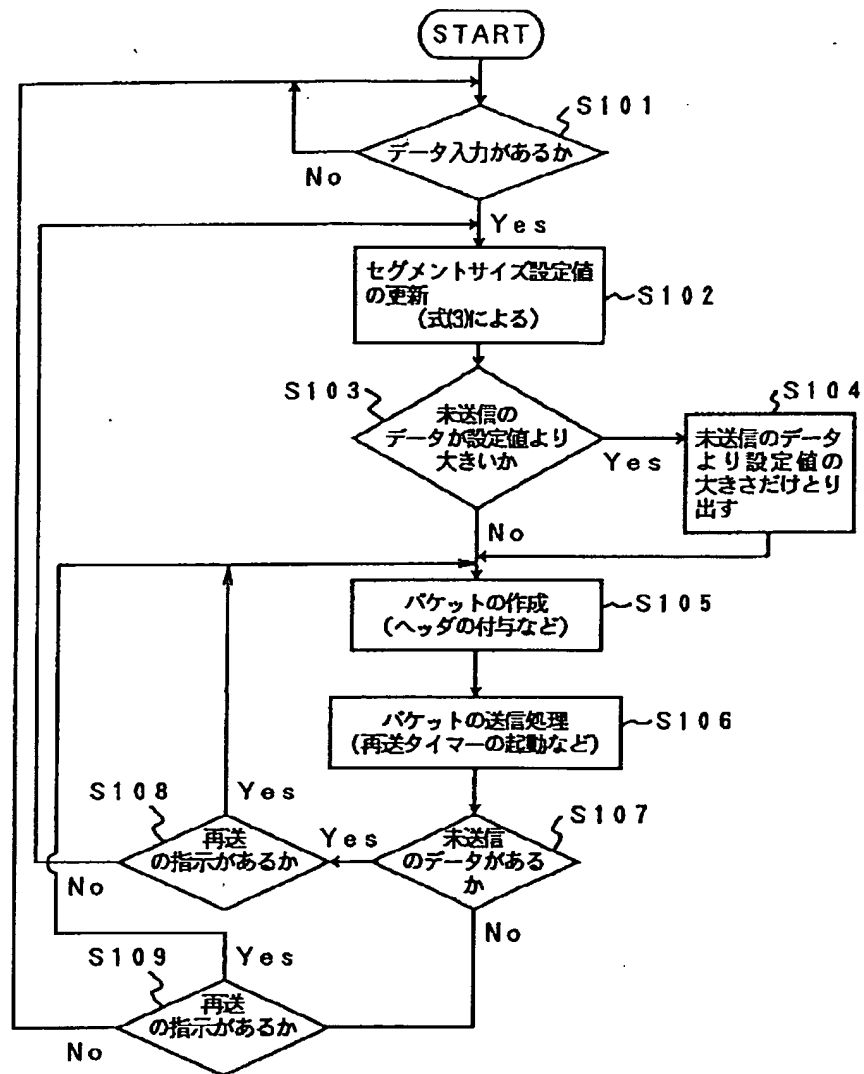 START
S101
データ入力があるか
No
Yes
セグメントサイズ設定値
の更新
(式(3)による)
S102
S103
未送信の
データが設定値より
大きいか
Yes
No
S104
未送信のデータ
より設定値の
大きさだけとり
出す
パケットの作成
(ヘッダの付与など)
S105
パケットの送信処理
(再送タイマーの起動など)
S106
S107
未送信
のデータがある
か
Yes
No
S108
再送
の指示があるか
Yes
No
S109
再送
の指示があるか
Yes
No